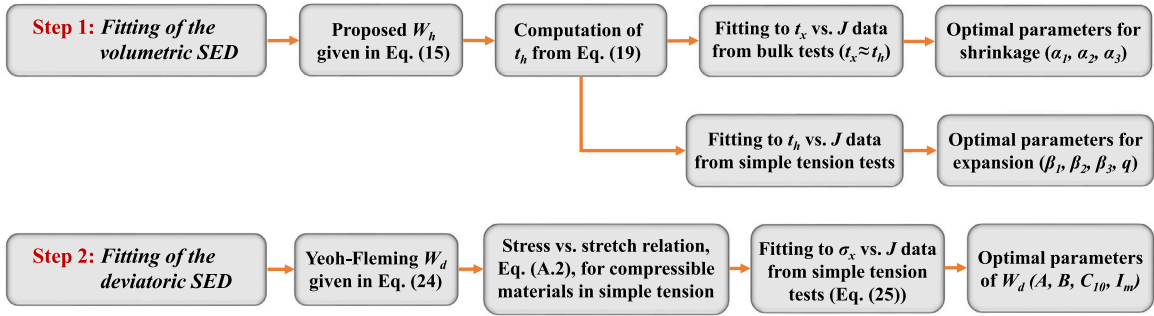 Step 1: Fitting of the
volumetric SED
Proposed W_h
given in Eq. (15)
Computation of
t_h from Eq. (19)
Fitting to t_x vs. J data
from bulk tests (t_x≈t_h)
Optimal parameters for
shrinkage (α_1, α_2, α_3)
Fitting to t_h vs. J data
from simple tension tests
Optimal parameters for
expansion (β_1, β_2, β_3, q)
Step 2: Fitting of the
deviatoric SED
Yeoh-Fleming W_d
given in Eq. (24)
Stress vs. stretch relation,
Eq. (A.2), for compressible
materials in simple tension
Fitting to σ_x vs. J data
from simple tension
tests (Eq. (25))
Optimal parameters
of W_d (A, B, C_10, I_m)